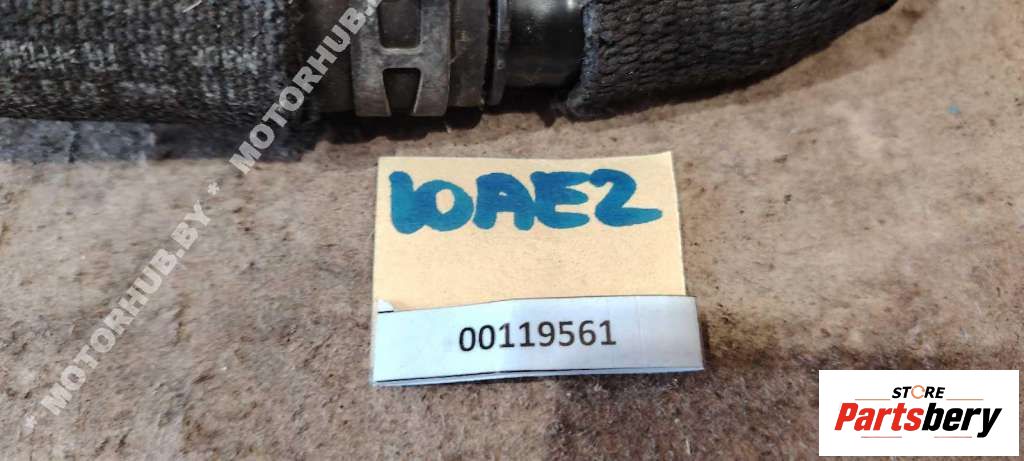 * MOTORHUB.BY * MOTORHUB.BY
10AE2
00119561
STORE
Partsbery